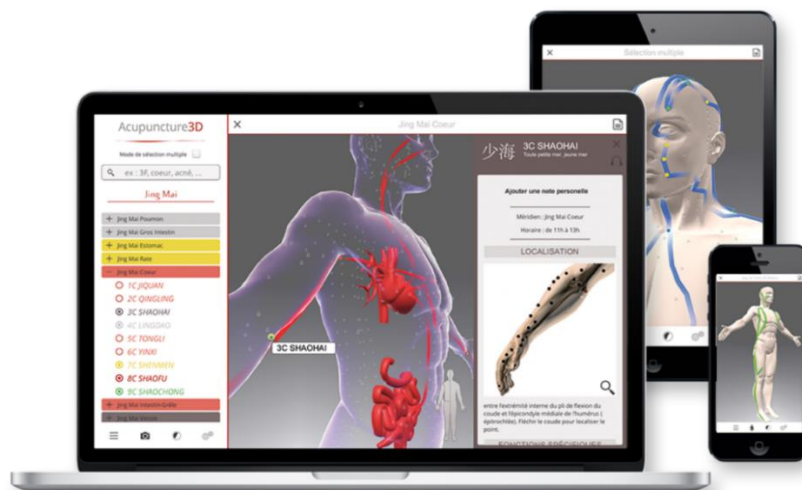 Acupuncture3D
Mode de sélection multiple
ex : 3F, coeur, acné, ...
Jing Mai
Jing Mai Poumon
Jing Mai Gros Intestin
Jing Mai Estomac
Jing Mai Rate
Jing Mai Coeur
1C JIQUAN
2C QINGLING
3C SHAOHAI
4C LINGDAO
5C TONGLI
6C YINXI
7C SHENMEN
8C SHAOFU
9C SHAOCHONG
Jing Mai Intestin Grêle
Jing Mai Vessie
Jing Mai Coeur
3C SHAOHAI
少海
3C SHAOHAI
Toute petite mer, jeune mer
Ajouter une note personelle
Méridien : Jing Mai Coeur
Horaire : de 11h à 13h
LOCALISATION
entre l'extrémité interne du pli de flexion du
coude et l'épicondyle médiale de l'humérus (
épitrochlée). Fléchir le coude pour localiser le
point.
FONCTIONS SPÉCIFIQUES
Sélection multiple